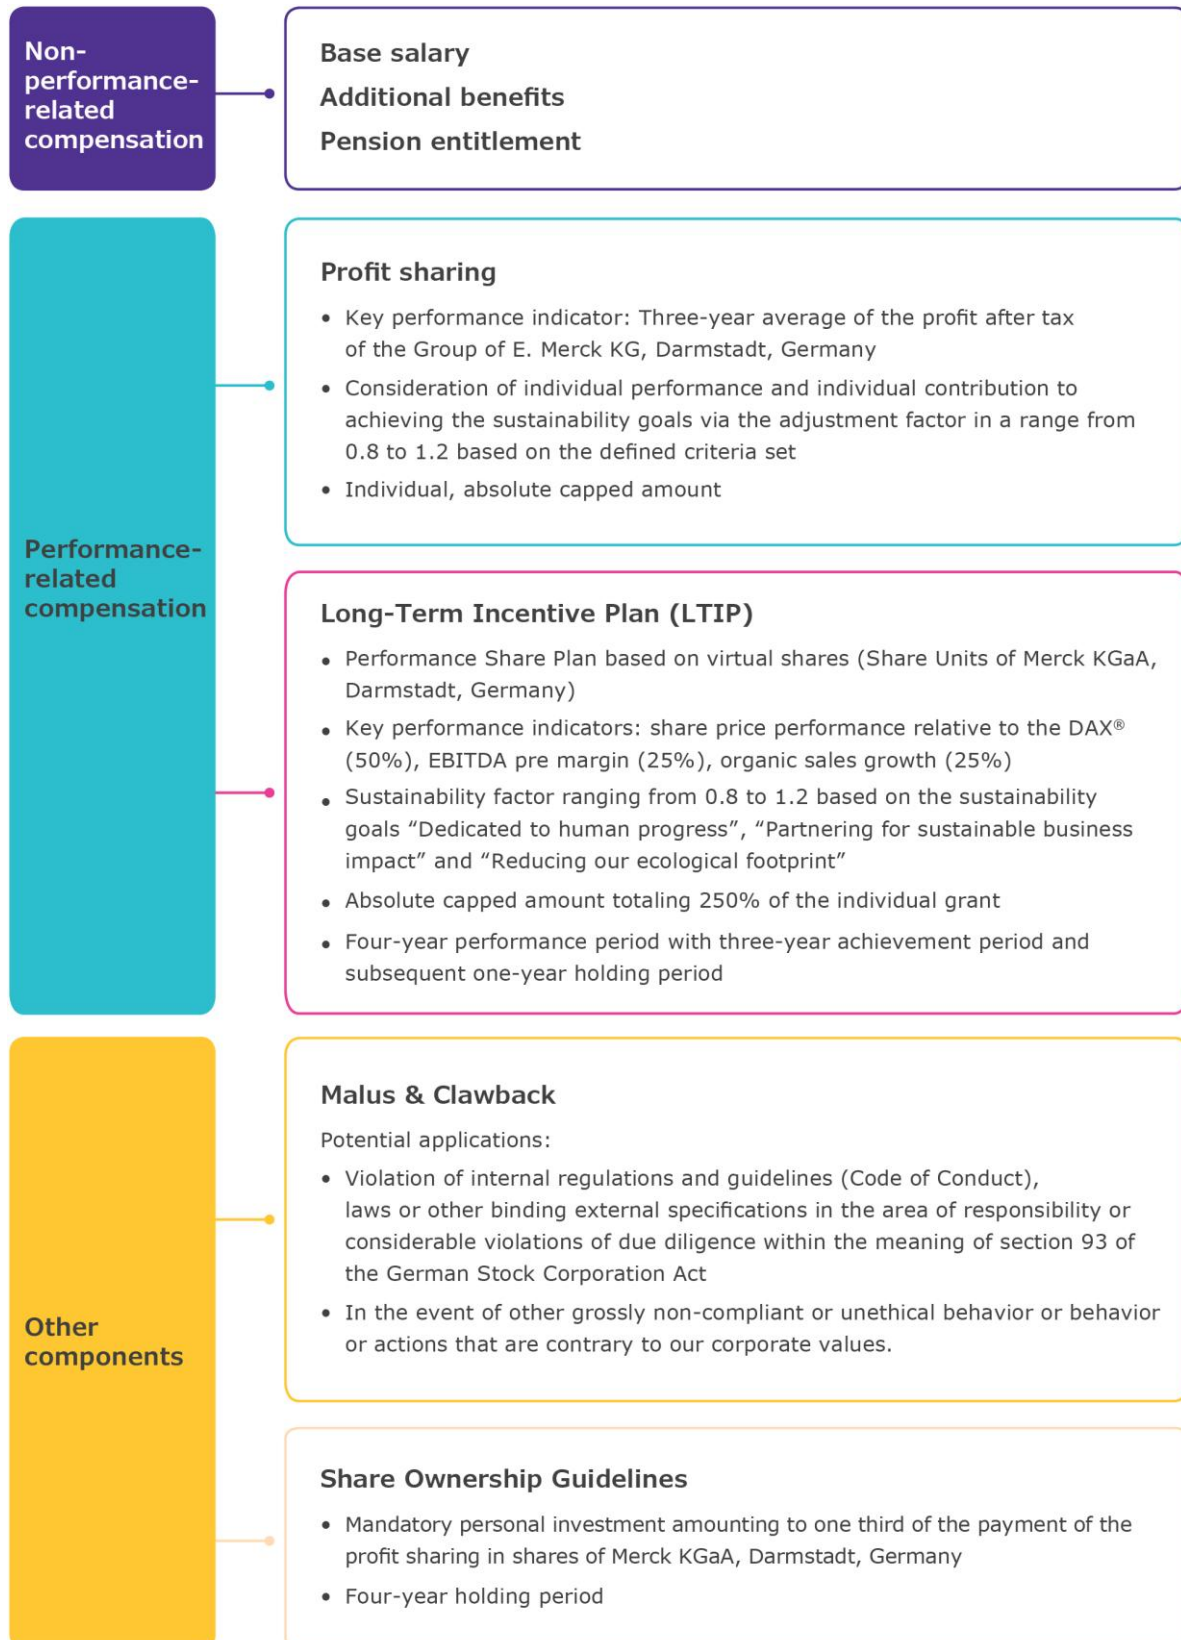 Non-
performance-
related
compensation
Base salary
Additional benefits
Pension entitlement
Performance-
related
compensation
Profit sharing
• Key performance indicator: Three-year average of the profit after tax
of the Group of E. Merck KG, Darmstadt, Germany
• Consideration of individual performance and individual contribution to
achieving the sustainability goals via the adjustment factor in a range from
0.8 to 1.2 based on the defined criteria set
• Individual, absolute capped amount
Long-Term Incentive Plan (LTIP)
• Performance Share Plan based on virtual shares (Share Units of Merck KGaA,
Darmstadt, Germany)
• Key performance indicators: share price performance relative to the DAX®
(50%), EBITDA pre margin (25%), organic sales growth (25%)
• Sustainability factor ranging from 0.8 to 1.2 based on the sustainability
goals “Dedicated to human progress”, “Partnering for sustainable business
impact” and “Reducing our ecological footprint”
• Absolute capped amount totaling 250% of the individual grant
• Four-year performance period with three-year achievement period and
subsequent one-year holding period
Other
components
Malus & Clawback
Potential applications:
• Violation of internal regulations and guidelines (Code of Conduct),
laws or other binding external specifications in the area of responsibility or
considerable violations of due diligence within the meaning of section 93 of
the German Stock Corporation Act
• In the event of other grossly non-compliant or unethical behavior or behavior
or actions that are contrary to our corporate values.
Share Ownership Guidelines
• Mandatory personal investment amounting to one third of the payment of the
profit sharing in shares of Merck KGaA, Darmstadt, Germany
• Four-year holding period